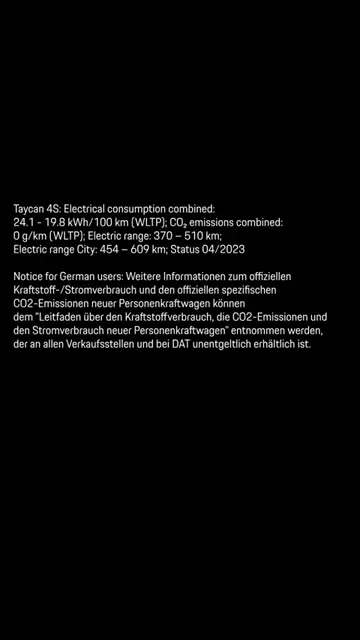 Taycan 4S: Electrical consumption combined:
24.1 - 19.8 kWh/100 km (WLTP); CO₂ emissions combined:
0 g/km (WLTP); Electric range: 370 – 510 km;
Electric range City: 454 – 609 km; Status 04/2023
Notice for German users: Weitere Informationen zum offiziellen
Kraftstoff-/Stromverbrauch und den offiziellen spezifischen
CO2-Emissionen neuer Personenkraftwagen können
dem "Leitfaden über den Kraftstoffverbrauch, die CO2-Emissionen und
den Stromverbrauch neuer Personenkraftwagen" entnommen werden,
der an allen Verkaufsstellen und bei DAT unentgeltlich erhältlich ist.